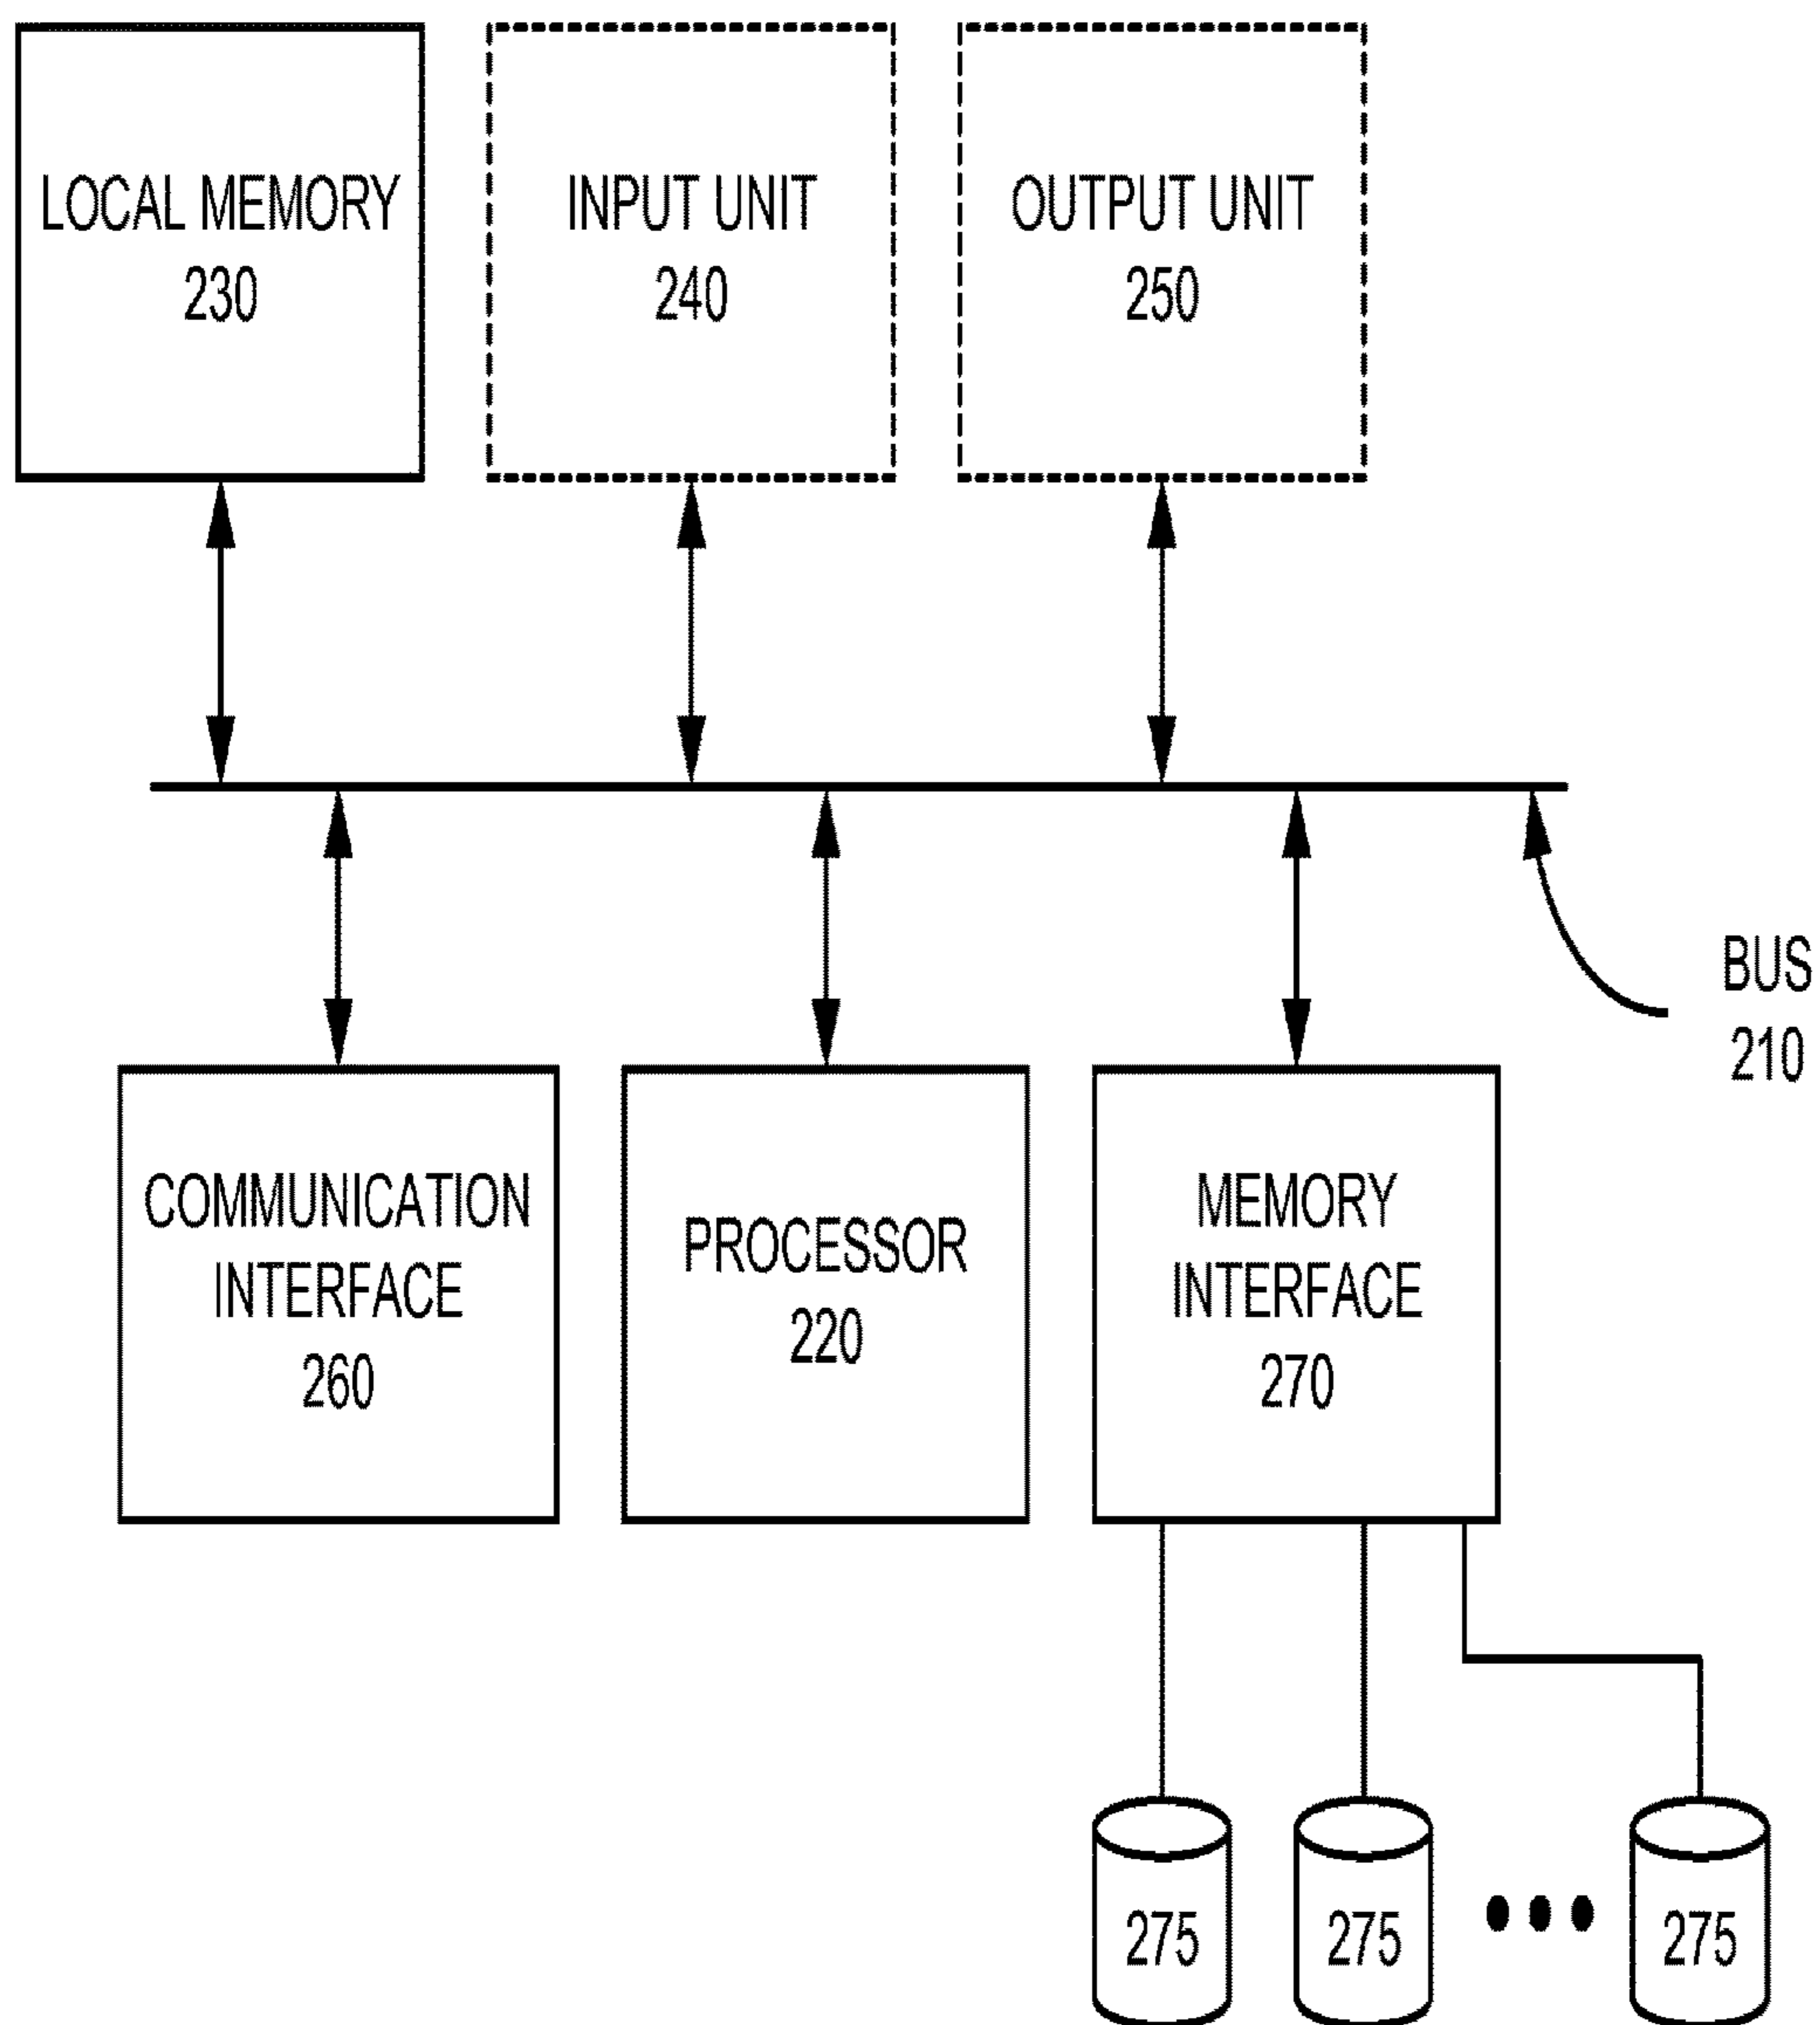 LOCAL MEMORY
230
INPUT UNIT
240
OUTPUT UNIT
250
BUS
210
COMMUNICATION
INTERFACE
260
PROCESSOR
220
MEMORY
INTERFACE
270
275
275
275